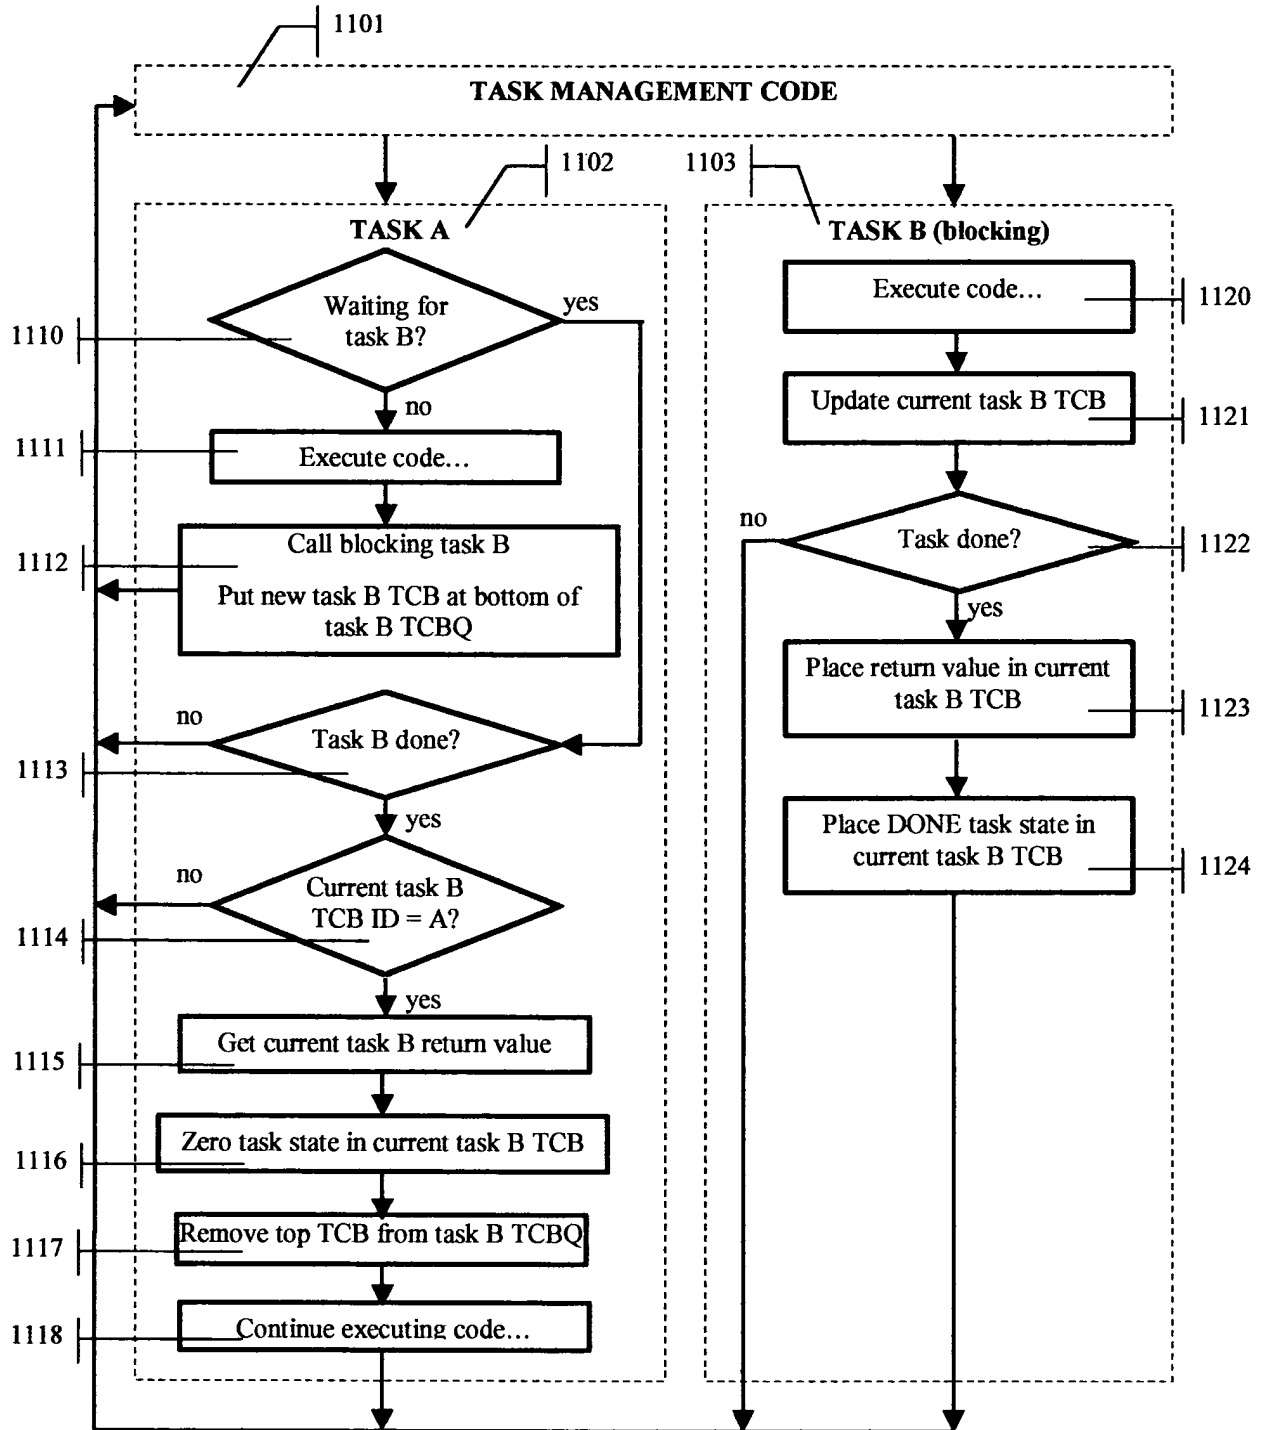 1101
TASK MANAGEMENT CODE
1102
1103
TASK A
Waiting for
task B?
yes
1110
no
1111
Execute code...
1112
Call blocking task B
Put new task B TCB at bottom of
task B TCBQ
no
Task B done?
1113
yes
no
Current task B
TCB ID = A?
1114
yes
Get current task B return value
1115
Zero task state in current task B TCB
1116
Remove top TCB from task B TCBQ
1117
Continue executing code...
1118
TASK B (blocking)
Execute code...
1120
Update current task B TCB
1121
no
Task done?
1122
yes
Place return value in current
task B TCB
1123
Place DONE task state in
current task B TCB
1124